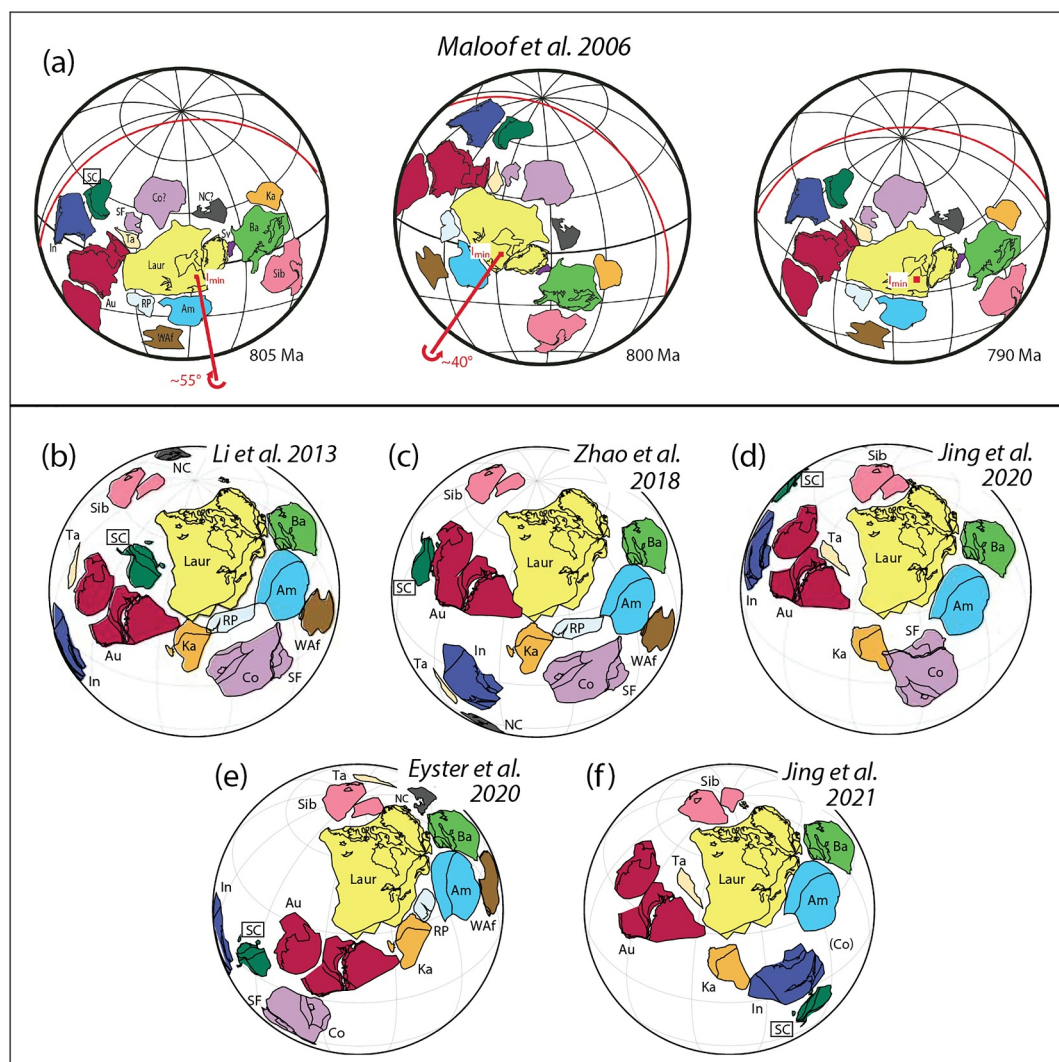 Maloof et al. 2006
(a)
SC
Co?
NC?
Ka
SF
In
Ta
Sv
Ba
Laur
Imin
Sib
Au
RP
Am
WAf
805 Ma
~55°
Imin
~40°
800 Ma
Imin
790 Ma
(b)
Li et al. 2013
NC
Sib
Ta
SC
Laur
Ba
Am
RP
WAf
Au
Ka
In
Co
SF
(c)
Zhao et al.
2018
Sib
Laur
Ba
SC
Au
Am
RP
WAf
Ka
In
Ta
Co
SF
NC
(d)
Jing et al.
2020
Sib
SC
Ta
Laur
Ba
In
Au
Am
SF
Ka
Co
(e)
Eyster et al.
2020
Ta
Sib
NC
Ba
Laur
In
Au
Am
WAf
RP
SC
Ka
SF
Co
(f)
Jing et al.
2021
Sib
Ta
Laur
Ba
Am
Au
(Co)
Ka
In
SC